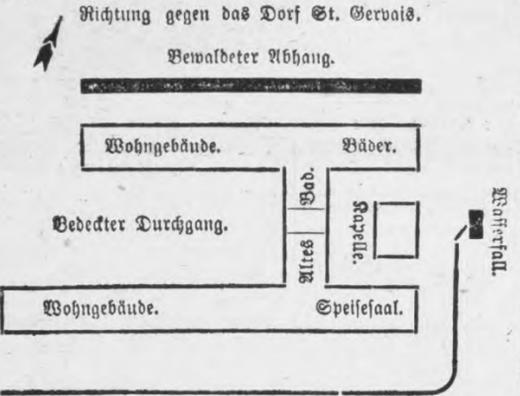 Richtung gegen das Dorf St. Gervais.
Bewaldeter Abhang.
Wohngebäude.
Bäder.
Altes Bad.
Kapelle.
Wasserfall.
Bedeckter Durchgang.
Wohngebäude.
Speisesaal.